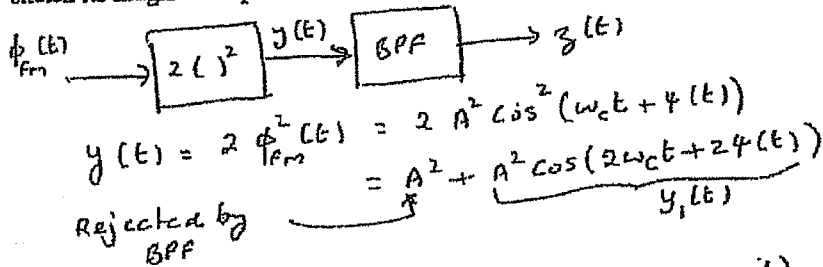 φ_FM(t) → 2( )² y(t) → BPF → z(t)
y(t) = 2 φ²_FM(t) = 2 A² Cos²(ω_c t + ψ(t))
= A² + A² cos(2ω_c t + 2ψ(t))
y₁(t)
Rejected by
BPF